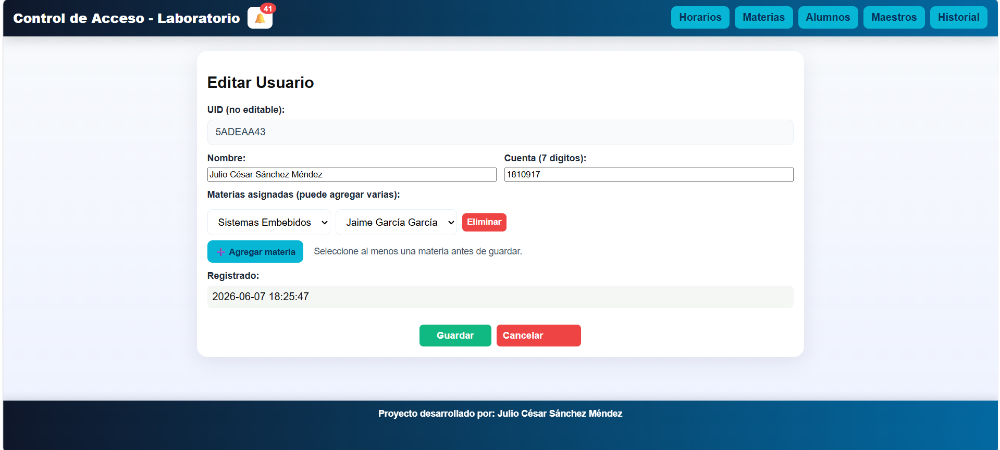 Control de Acceso - Laboratorio
41
Horarios
Materias
Alumnos
Maestros
Historial
Editar Usuario
UID (no editable):
5ADEAA43
Nombre:
Cuenta (7 dígitos):
Julio César Sánchez Méndez
1810917
Materias asignadas (puede agregar varias):
Sistemas Embebidos
Jaime García García
Eliminar
➕ Agregar materia
Seleccione al menos una materia antes de guardar.
Registrado:
2026-06-07 18:25:47
Guardar
Cancelar
Proyecto desarrollado por: Julio César Sánchez Méndez